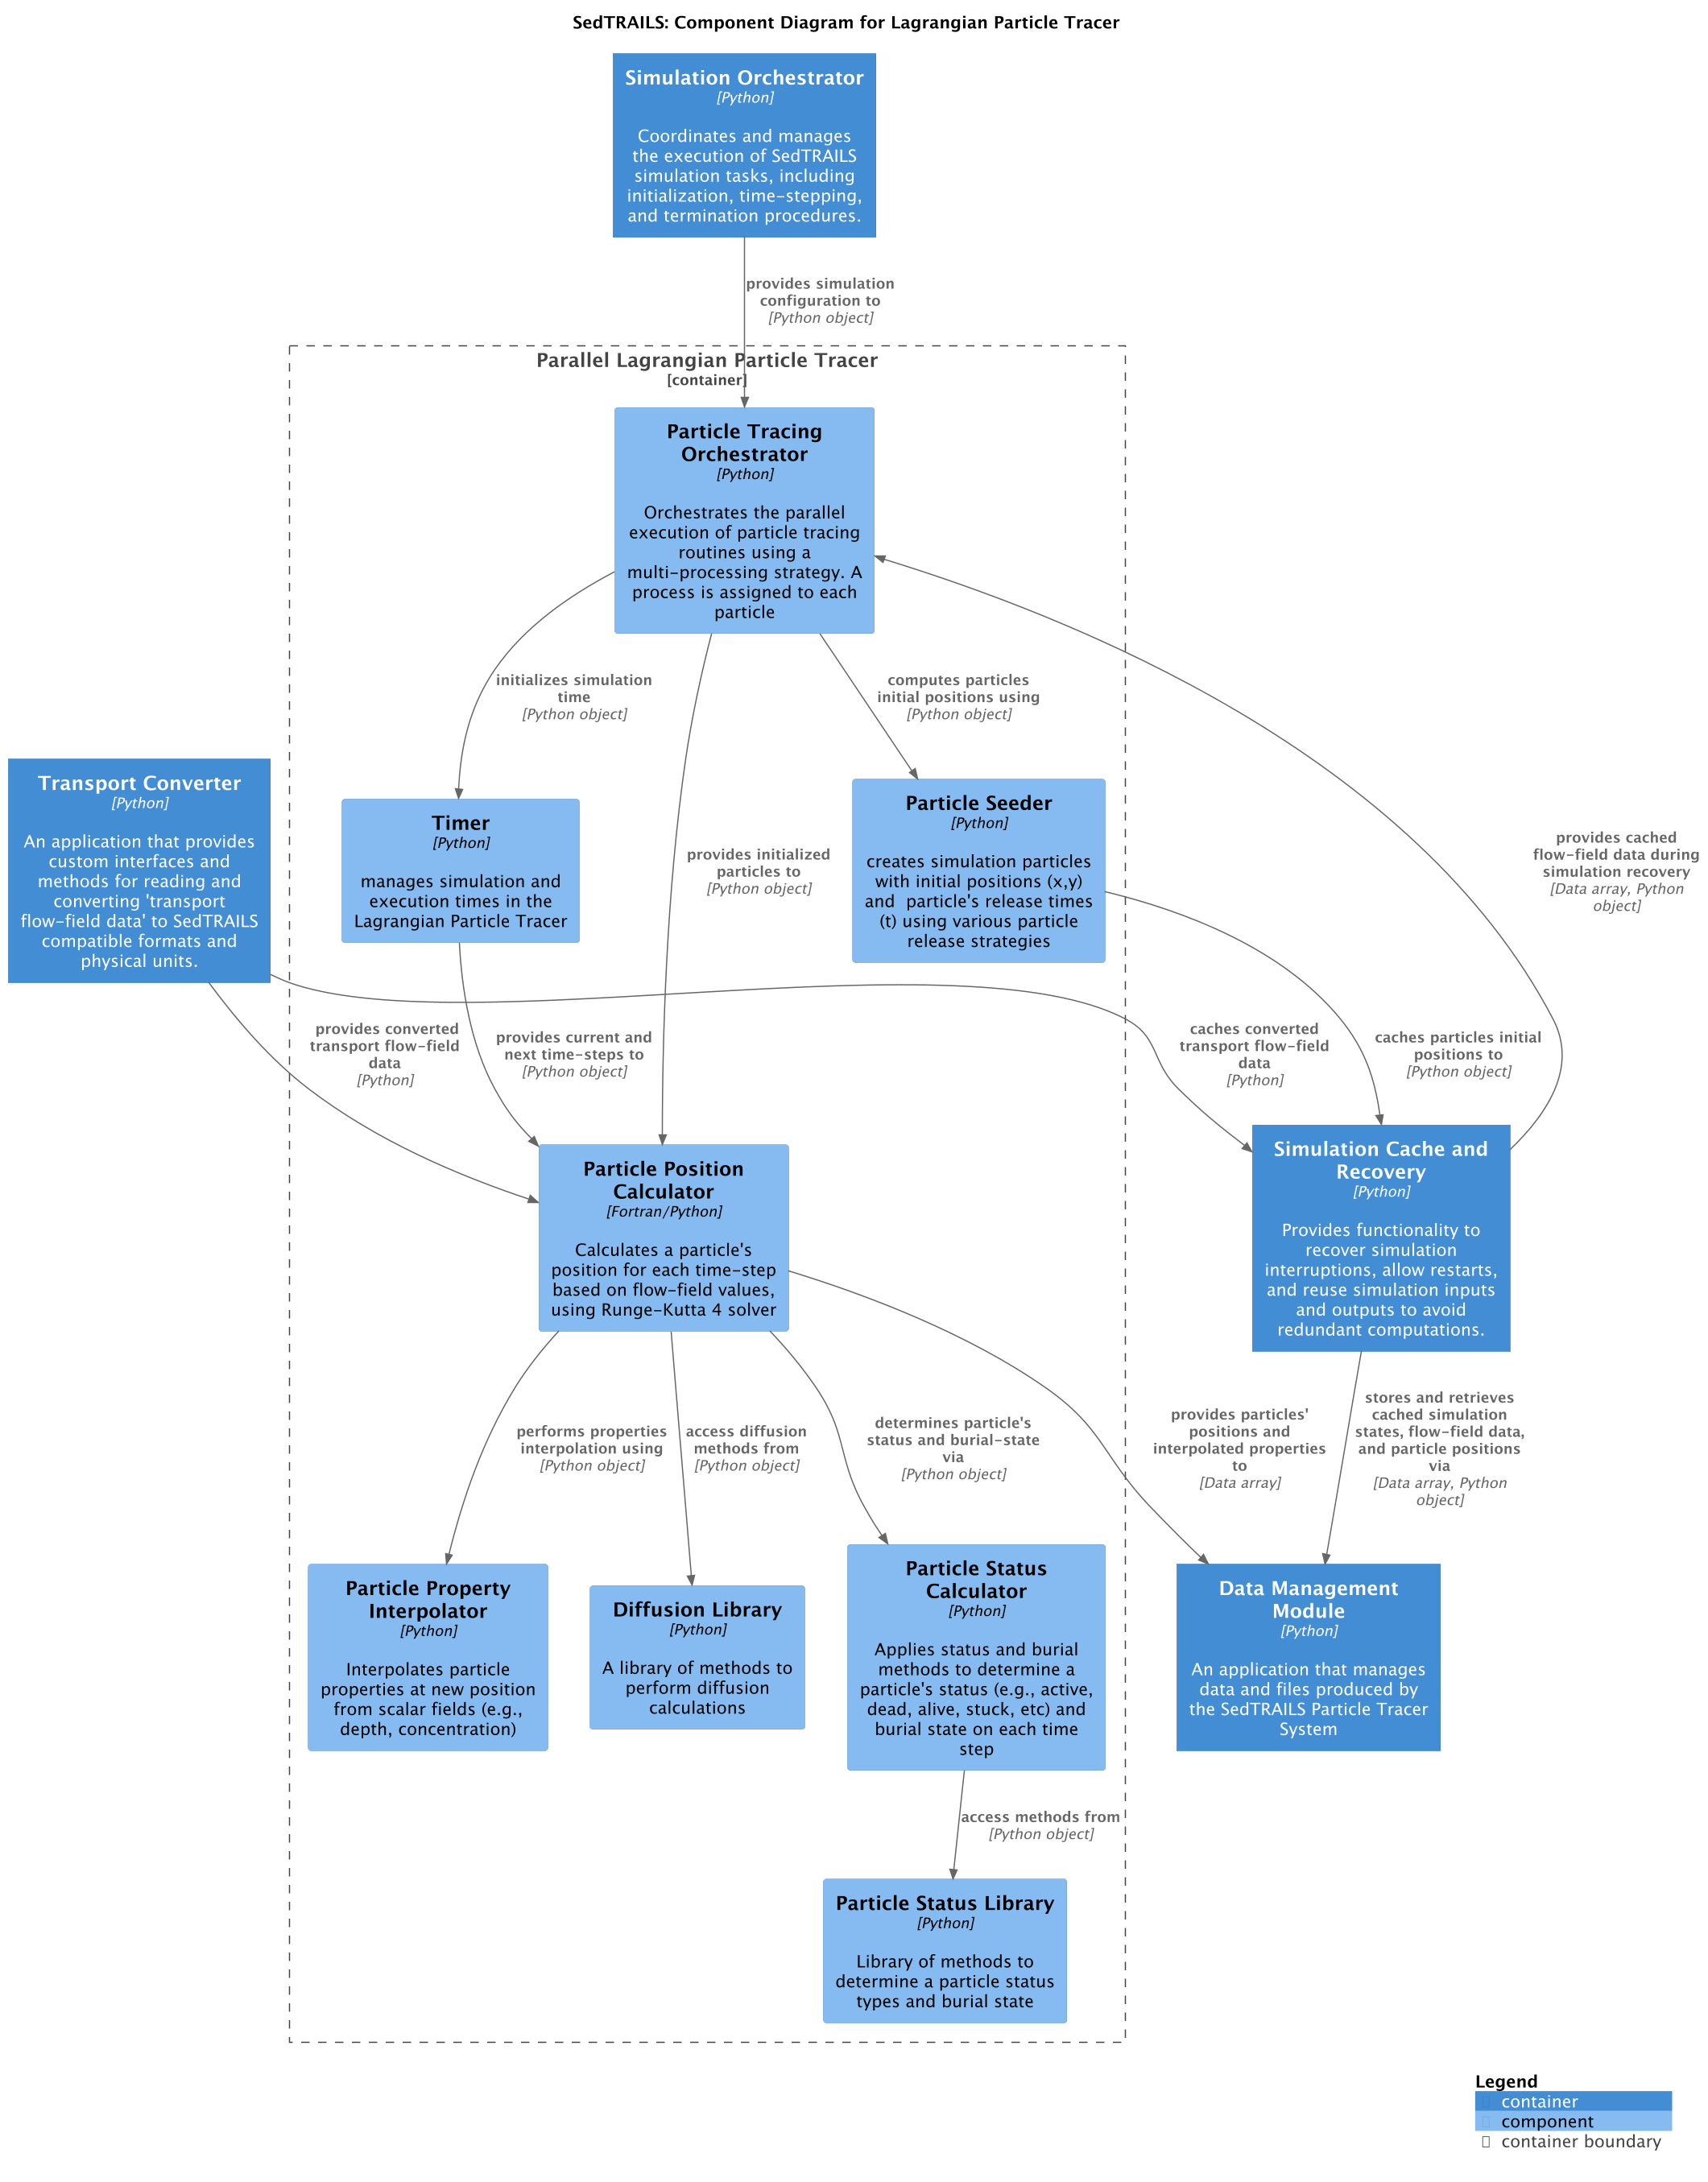 SedTRAILS: Component Diagram for Lagrangian Particle Tracer
Simulation Orchestrator
[Python]
Coordinates and manages
the execution of SedTRAILS
simulation tasks, including
initialization, time-stepping,
and termination procedures.
provides simulation
configuration to
[Python object]
Parallel Lagrangian Particle Tracer
[container]
Particle Tracing
Orchestrator
[Python]
Orchestrates the parallel
execution of particle tracing
routines using a
multi-processing strategy. A
process is assigned to each
particle
initializes simulation
time
[Python object]
computes particles
initial positions using
[Python object]
Transport Converter
[Python]
An application that provides
custom interfaces and
methods for reading and
converting 'transport
flow-field data' to SedTRAILS
compatible formats and
physical units.
Timer
[Python]
manages simulation and
execution times in the
Lagrangian Particle Tracer
provides initialized
particles to
[Python object]
Particle Seeder
[Python]
creates simulation particles
with initial positions (x,y)
and  particle's release times
(t) using various particle
release strategies
provides cached
flow-field data during
simulation recovery
[Data array, Python
object]
provides converted
transport flow-field
data
[Python]
provides current and
next time-steps to
[Python object]
caches converted
transport flow-field
data
[Python]
caches particles initial
positions to
[Python object]
Particle Position
Calculator
[Fortran/Python]
Calculates a particle's
position for each time-step
based on flow-field values,
using Runge-Kutta 4 solver
Simulation Cache and
Recovery
[Python]
Provides functionality to
recover simulation
interruptions, allow restarts,
and reuse simulation inputs
and outputs to avoid
redundant computations.
performs properties
interpolation using
[Python object]
access diffusion
methods from
[Python object]
determines particle's
status and burial-state
via
[Python object]
provides particles'
positions and
interpolated properties
to
[Data array]
stores and retrieves
cached simulation
states, flow-field data,
and particle positions
via
[Data array, Python
object]
Particle Property
Interpolator
[Python]
Interpolates particle
properties at new position
from scalar fields (e.g.,
depth, concentration)
Diffusion Library
[Python]
A library of methods to
perform diffusion
calculations
Particle Status
Calculator
[Python]
Applies status and burial
methods to determine a
particle's status (e.g., active,
dead, alive, stuck, etc) and
burial state on each time
step
Data Management
Module
[Python]
An application that manages
data and files produced by
the SedTRAILS Particle Tracer
System
access methods from
[Python object]
Particle Status Library
[Python]
Library of methods to
determine a particle status
types and burial state
Legend
container
component
container boundary